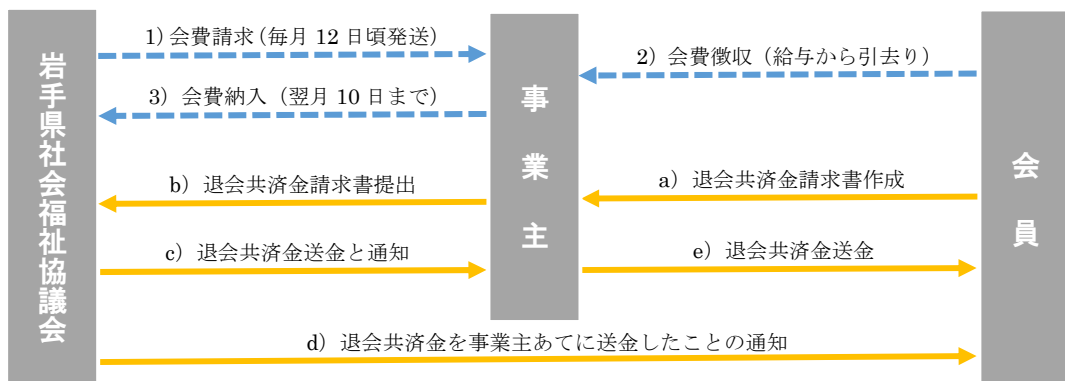 岩手県社会福祉協議会
事業主
会員
1) 会費請求（毎月 12 日頃発送）
2）会費徴収（給与から引去り）
3）会費納入（翌月 10 日まで）
a）退会共済金請求書作成
b）退会共済金請求書提出
c）退会共済金送金と通知
e）退会共済金送金
d）退会共済金を事業主あてに送金したことの通知